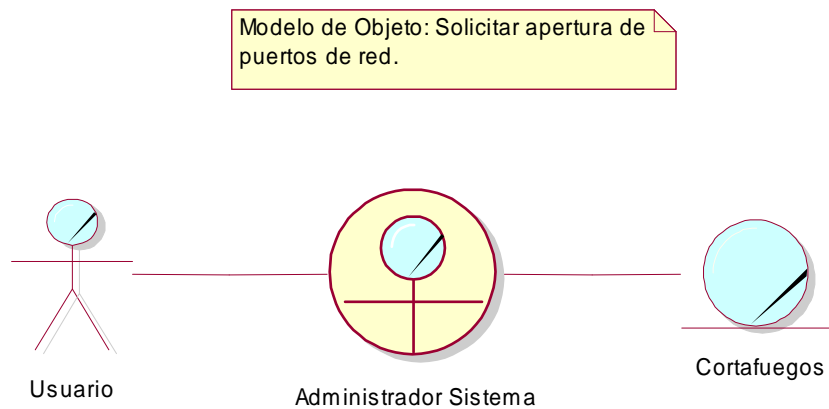 Modelo de Objeto: Solicitar apertura de
puertos de red.
Usuario
Administrador Sistema
Cortafuegos